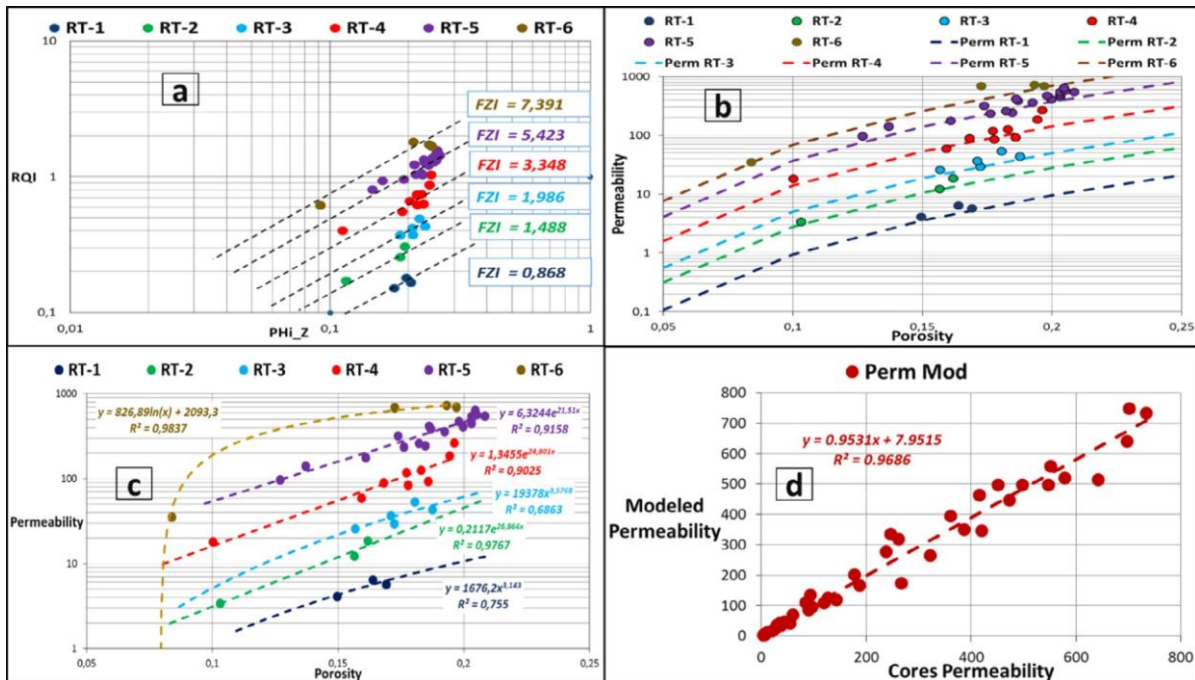 RT-1 RT-2 RT-3 RT-4 RT-5 RT-6
10
a
RQI
1
0,1
0,01 0,1 1
PHi_Z
FZI = 7,391
FZI = 5,423
FZI = 3,348
FZI = 1,986
FZI = 1,488
FZI = 0,868
RT-1 RT-2 RT-3 RT-4
RT-5 RT-6 Perm RT-1 Perm RT-2
Perm RT-3 Perm RT-4 Perm RT-5 Perm RT-6
b
Permeability
1000
100
10
1
0,1
0,05 0,1 0,15 0,2 0,25
Porosity
RT-1 RT-2 RT-3 RT-4 RT-5 RT-6
1000
100
10
1
Permeability
c
y = 826,89ln(x) + 2093,3
R² = 0,9837
y = 6,3244e^21,51x
R² = 0,9158
y = 1,3455e^24,801x
R² = 0,9025
y = 19378x^3,5768
R² = 0,6863
y = 0,2117e^26,864x
R² = 0,9767
y = 1676,2x^3,143
R² = 0,755
0,05 0,1 0,15 0,2 0,25
Porosity
Perm Mod
y = 0.9531x + 7.9515
R² = 0.9686
d
Modeled
Permeability
800
700
600
500
400
300
200
100
0
0 200 400 600 800
Cores Permeability